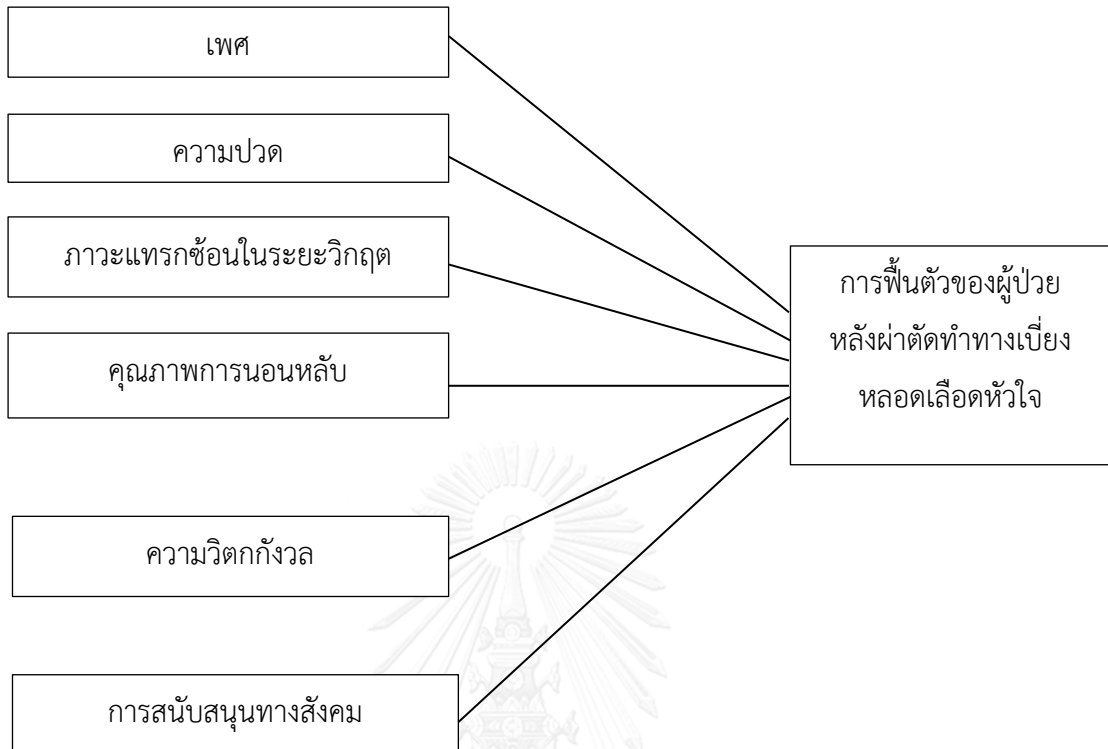 เพศ
ความปวด
ภาวะแทรกซ้อนในระยะวิกฤต
คุณภาพการนอนหลับ
ความวิตกกังวล
การสนับสนุนทางสังคม
การฟื้นตัวของผู้ป่วย
หลังผ่าตัดทำทางเบี่ยง
หลอดเลือดหัวใจ